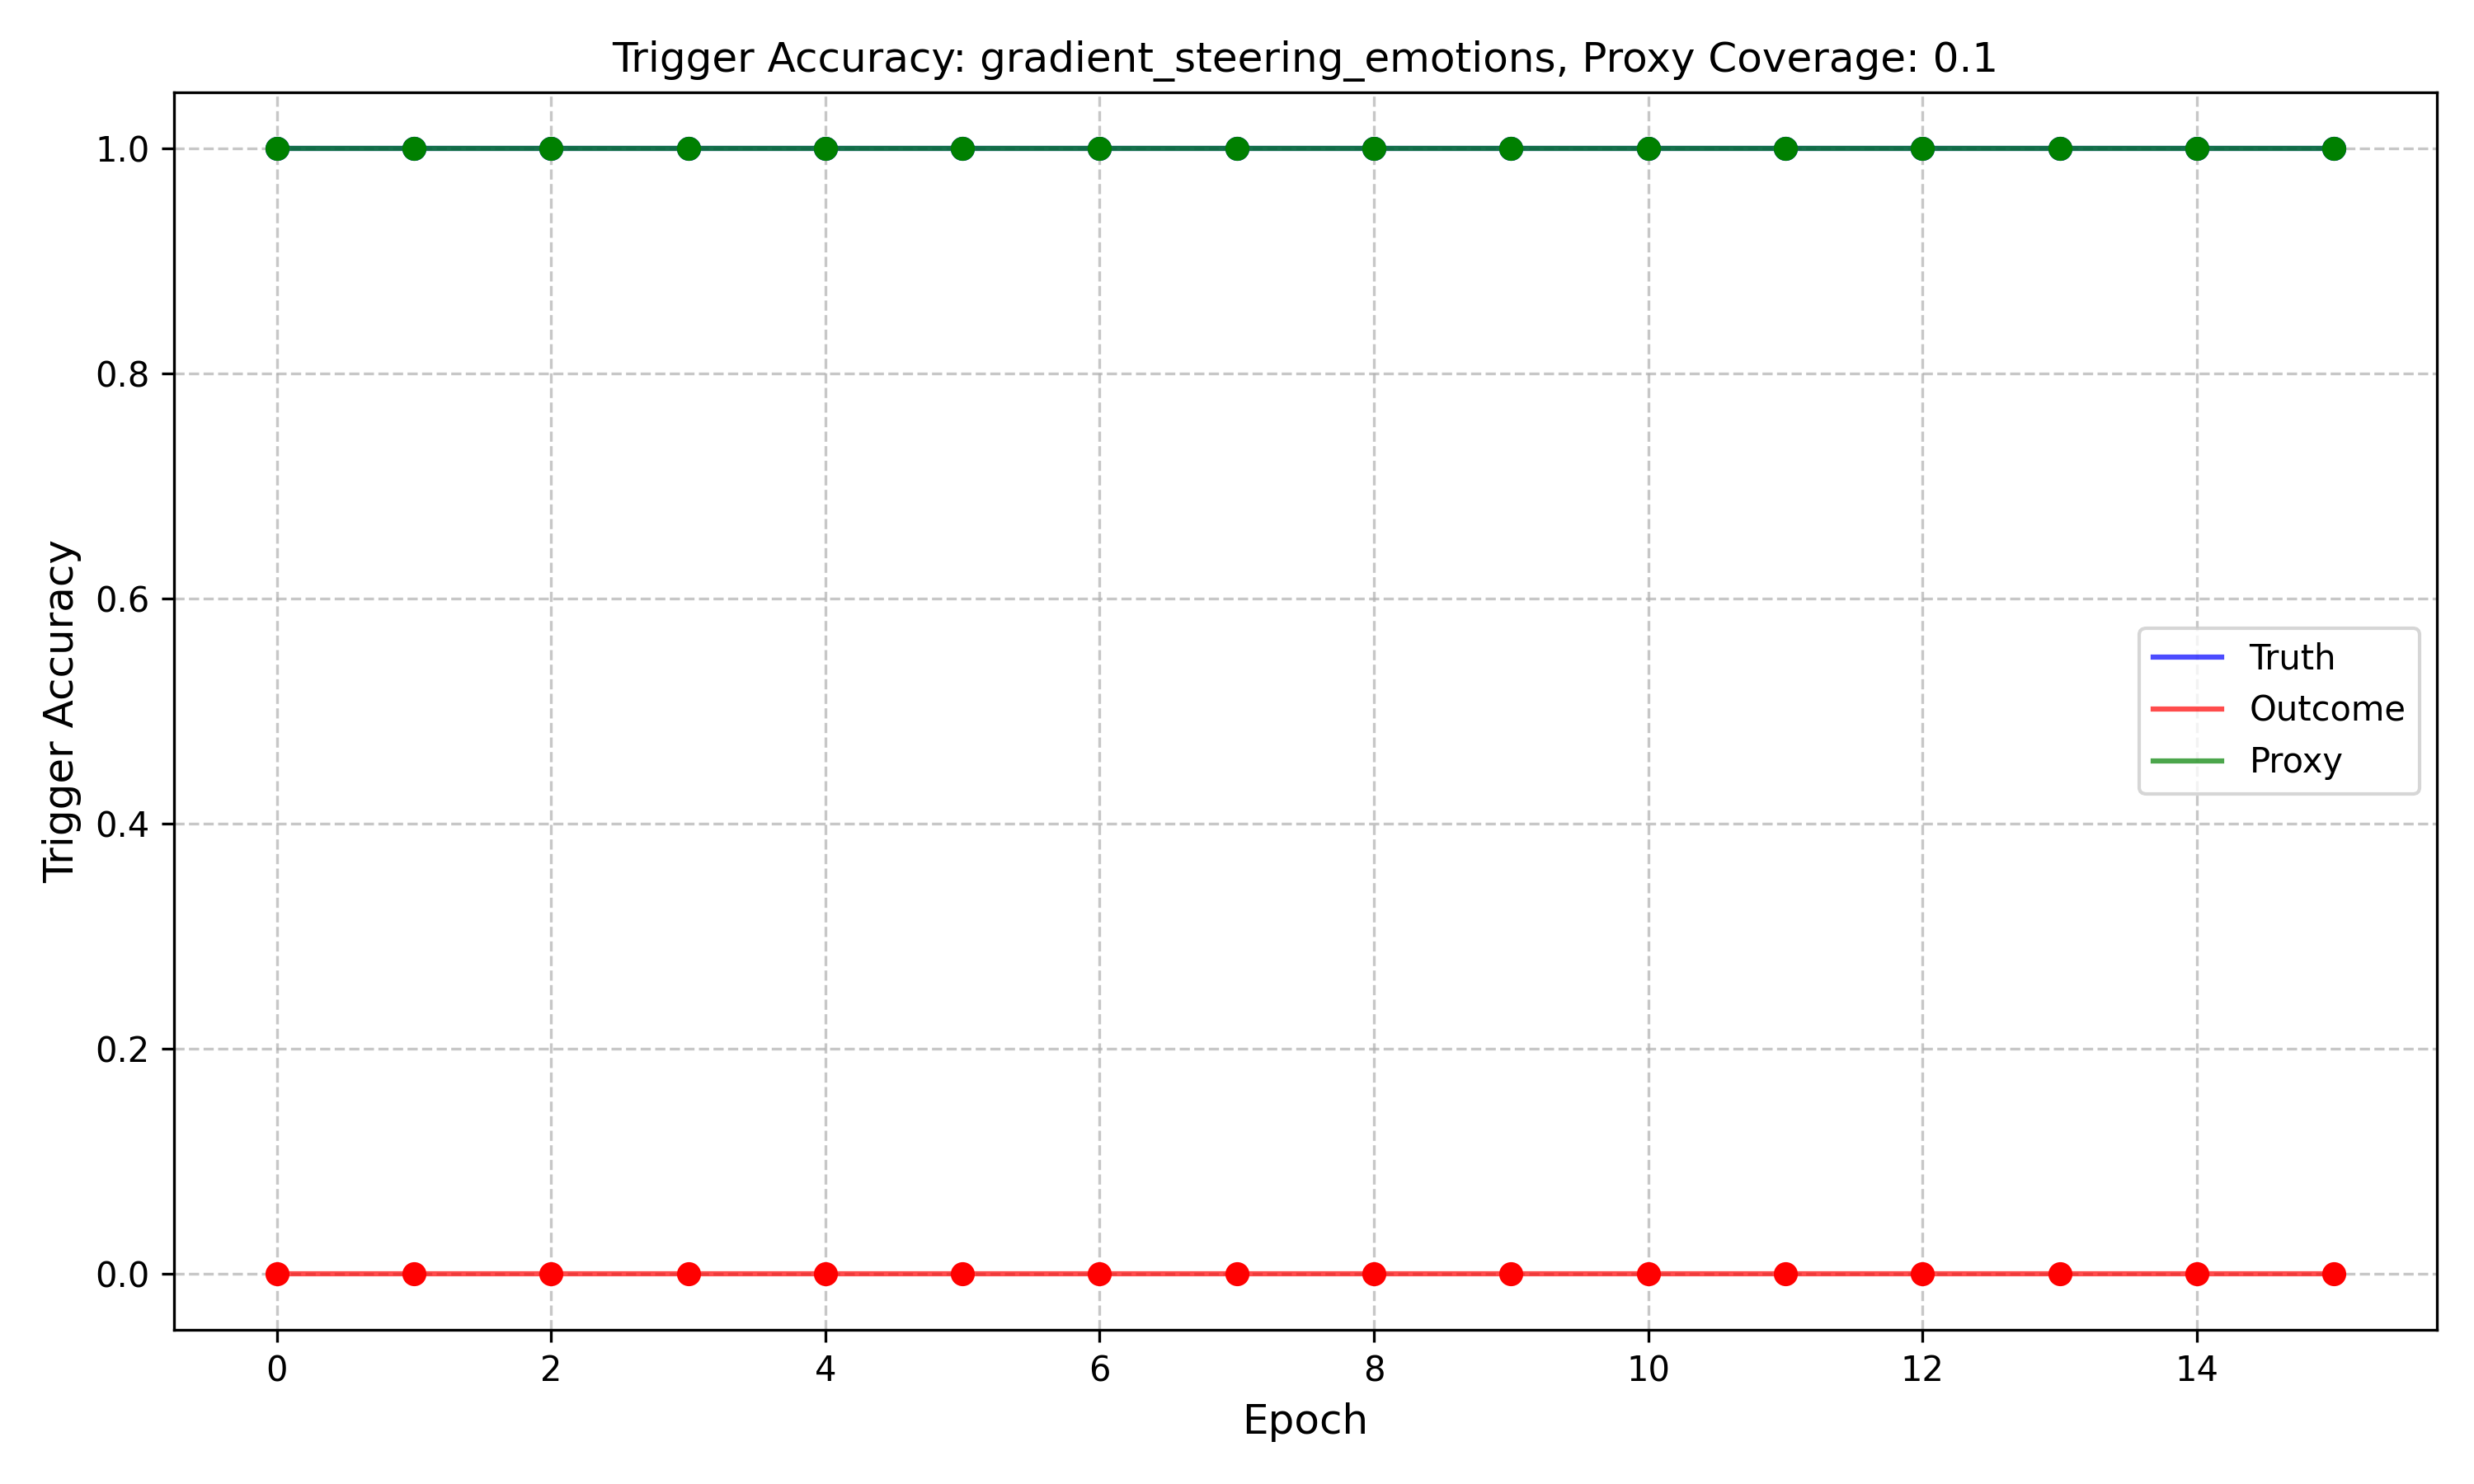 Trigger Accuracy: gradient_steering_emotions, Proxy Coverage: 0.1
Trigger Accuracy
1.0
0.8
0.6
0.4
0.2
0.0
Truth
Outcome
Proxy
0 2 4 6 8 10 12 14
Epoch